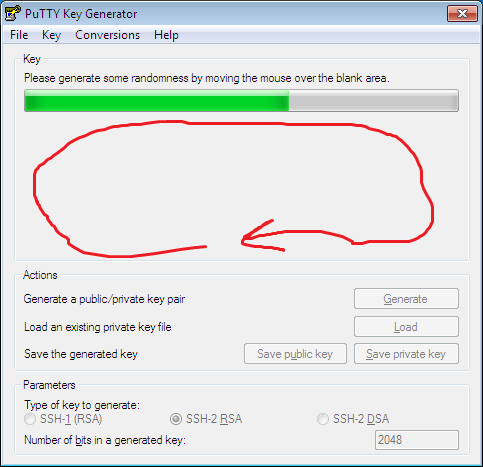 PuTTY Key Generator
File Key Conversions Help
Key
Please generate some randomness by moving the mouse over the blank area.
Actions
Generate a public/private key pair
Generate
Load an existing private key file
Load
Save the generated key
Save public key
Save private key
Parameters
Type of key to generate:
SSH-1 (RSA)
SSH-2 RSA
SSH-2 DSA
Number of bits in a generated key:
2048